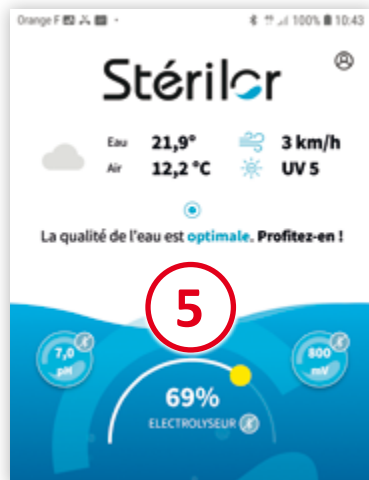 Orange F
100% 10:43
Stérilor
Eau 21,9° 3 km/h
Air 12,2 °C UV 5
La qualité de l'eau est optimale. Profitez-en !
5
7,0 pH
800 mV
69%
ELECTROLYSEUR